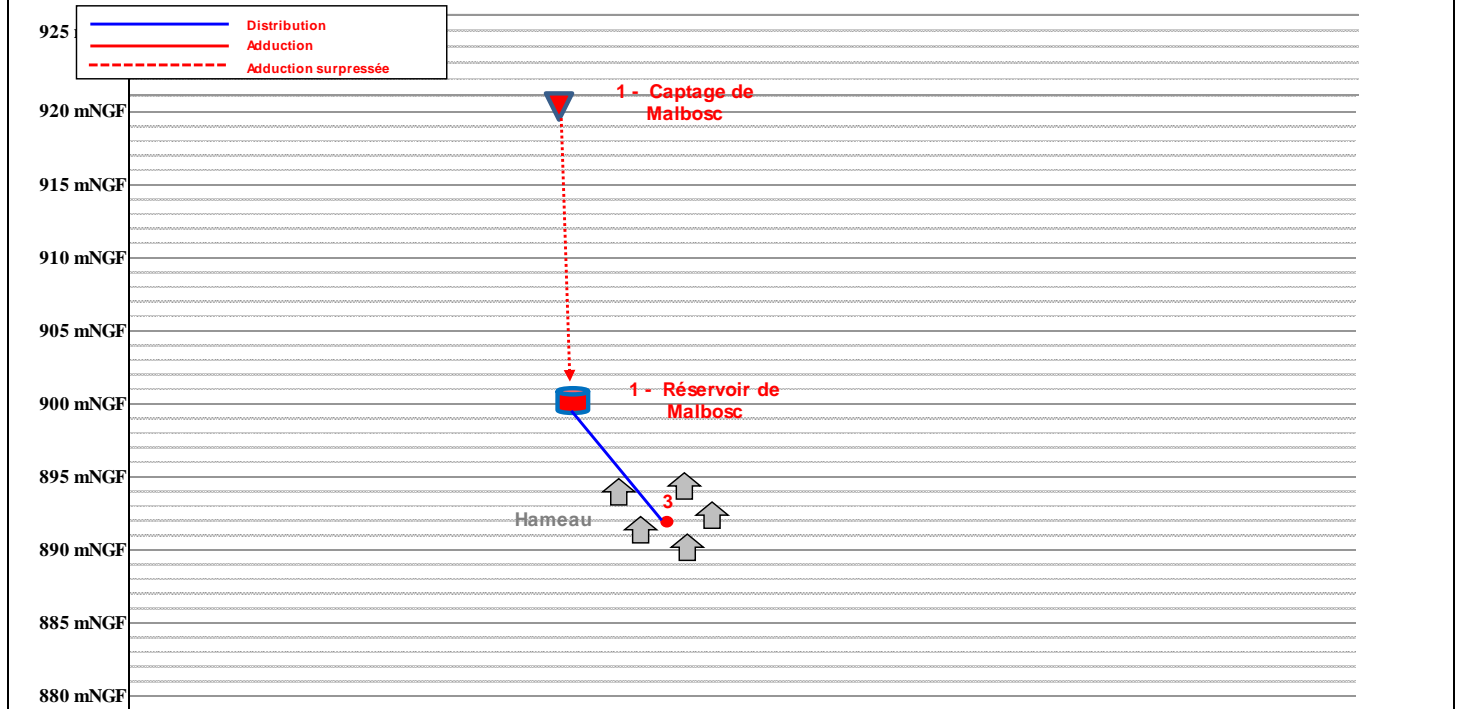 925
Distribution
Adduction
Adduction surpressée
920 mNGF
1 - Captage de
Malbosc
915 mNGF
910 mNGF
905 mNGF
900 mNGF
1 - Réservoir de
Malbosc
895 mNGF
3
Hameau
890 mNGF
885 mNGF
880 mNGF